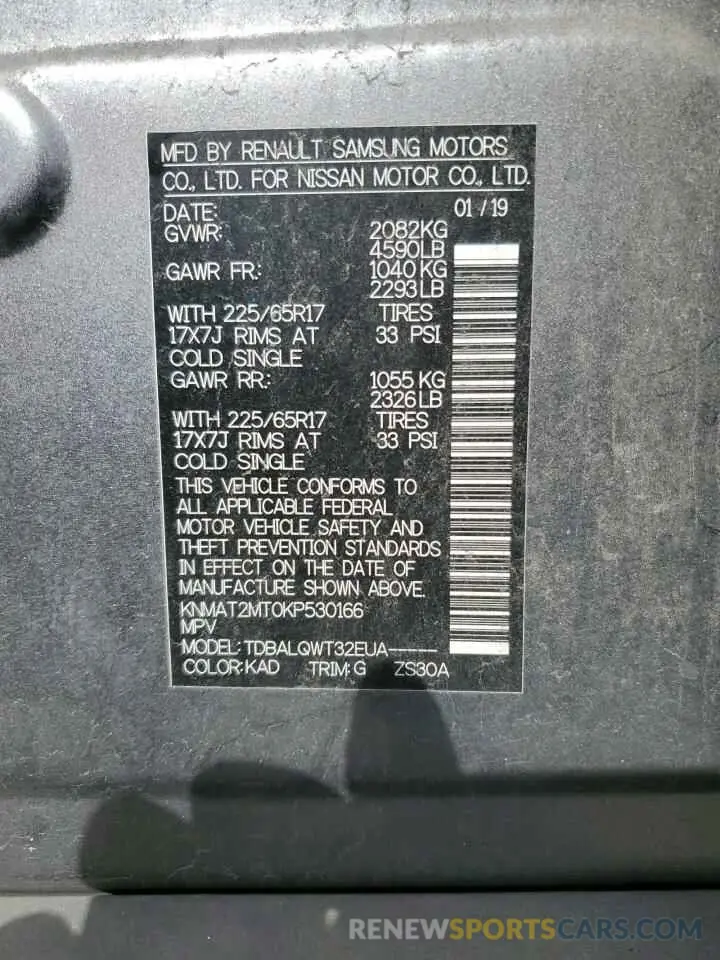 MFD BY RENAULT SAMSUNG MOTORS
CO., LTD. FOR NISSAN MOTOR CO., LTD.
DATE: 01 / 19
GVWR: 2082KG
4590LB
GAWR FR.: 1040 KG
2293LB
WITH 225/65R17 TIRES
17X7J RIMS AT 33 PSI
COLD SINGLE
GAWR RR.: 1055 KG
2326LB
WITH 225/65R17 TIRES
17X7J RIMS AT 33 PSI
COLD SINGLE
THIS VEHICLE CONFORMS TO
ALL APPLICABLE FEDERAL
MOTOR VEHICLE SAFETY AND
THEFT PREVENTION STANDARDS
IN EFFECT ON THE DATE OF
MANUFACTURE SHOWN ABOVE.
KNMAT2MT0KP530166
MPV
MODEL: TDBALQWT32EUA-----
COLOR: KAD TRIM: G ZS30A
RENEWSPORTSCARS.COM